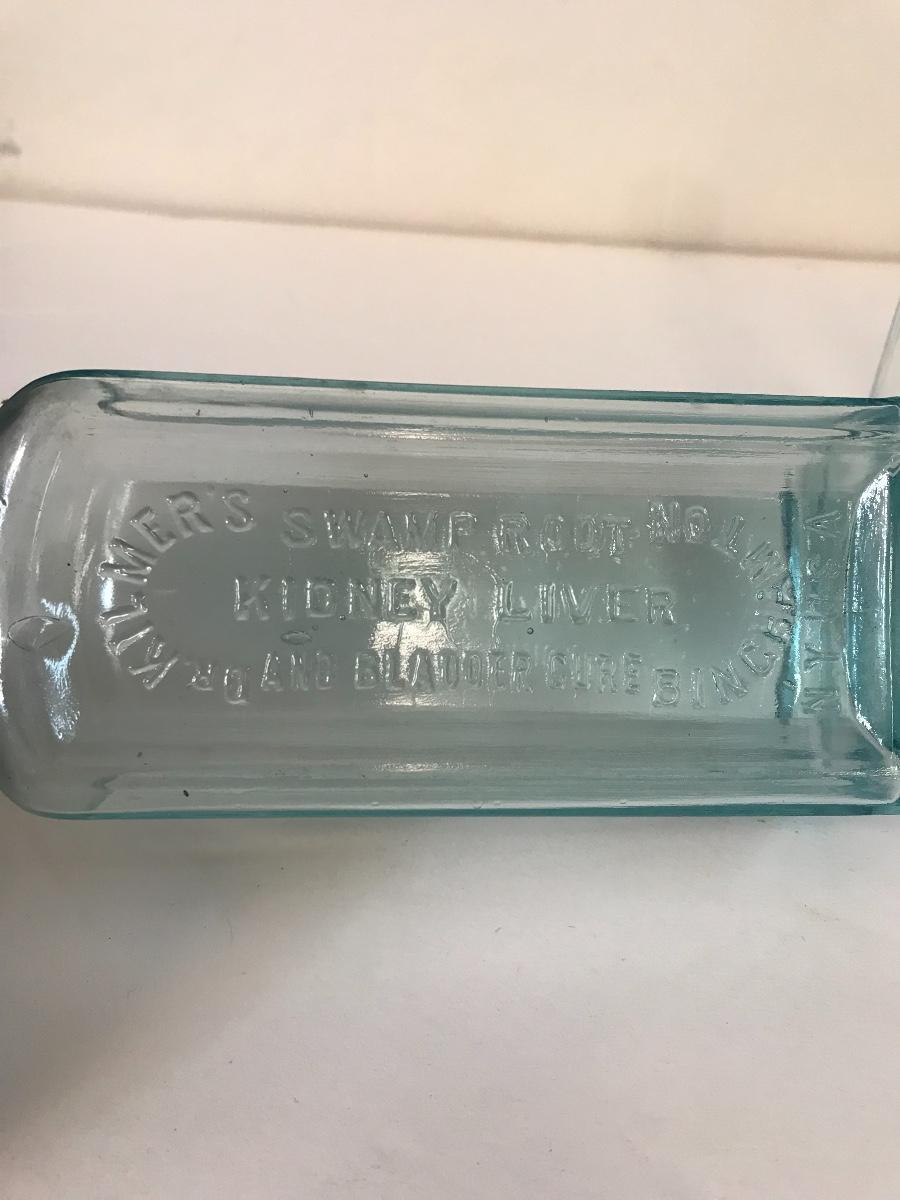 DR. KILMER'S
SWAMP ROOT
KIDNEY LIVER
AND BLADDER CURE
BINGHAMTON
N.Y. U.S.A.